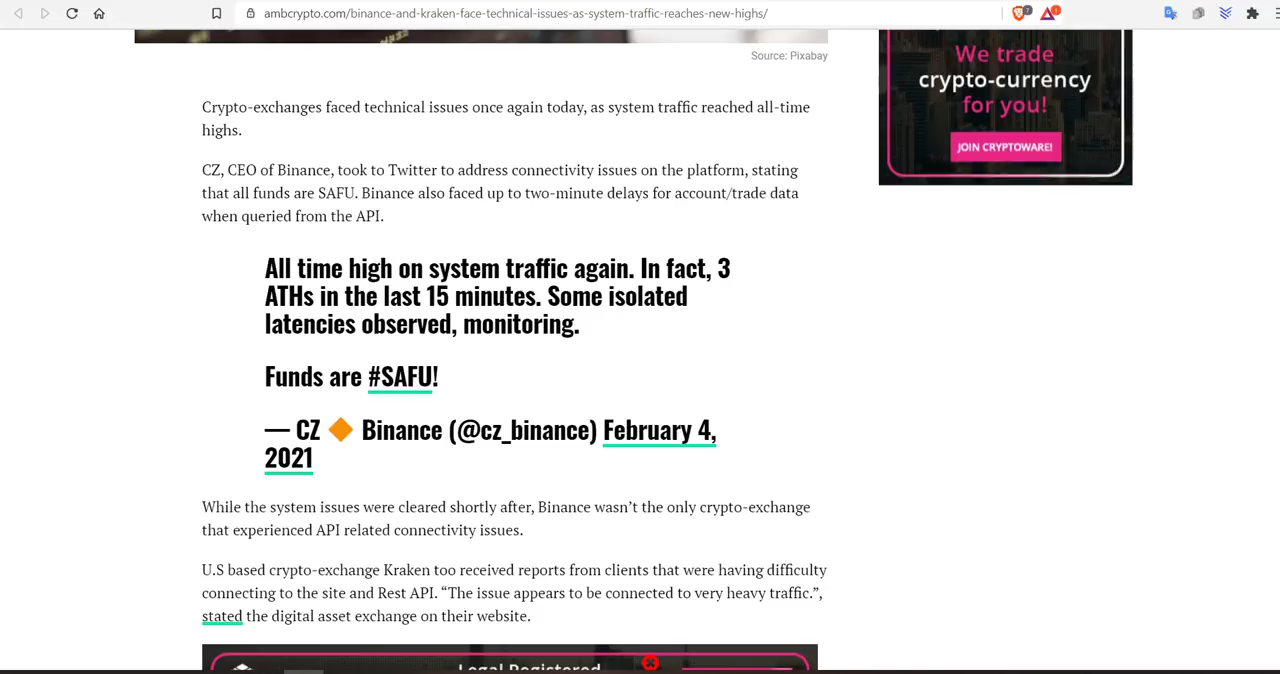 ambcrypto.com/binance-and-kraken-face-technical-issues-as-system-traffic-reaches-new-highs/
Source: Pixabay
We trade
crypto-currency
for you!
JOIN CRYPTOWARE!
Crypto-exchanges faced technical issues once again today, as system traffic reached all-time
highs.
CZ, CEO of Binance, took to Twitter to address connectivity issues on the platform, stating
that all funds are SAFU. Binance also faced up to two-minute delays for account/trade data
when queried from the API.
All time high on system traffic again. In fact, 3
ATHs in the last 15 minutes. Some isolated
latencies observed, monitoring.
Funds are #SAFU!
— CZ 🔶 Binance (@cz_binance) February 4,
2021
While the system issues were cleared shortly after, Binance wasn’t the only crypto-exchange
that experienced API related connectivity issues.
U.S based crypto-exchange Kraken too received reports from clients that were having difficulty
connecting to the site and Rest API. “The issue appears to be connected to very heavy traffic.”,
stated the digital asset exchange on their website.
Legal Registered